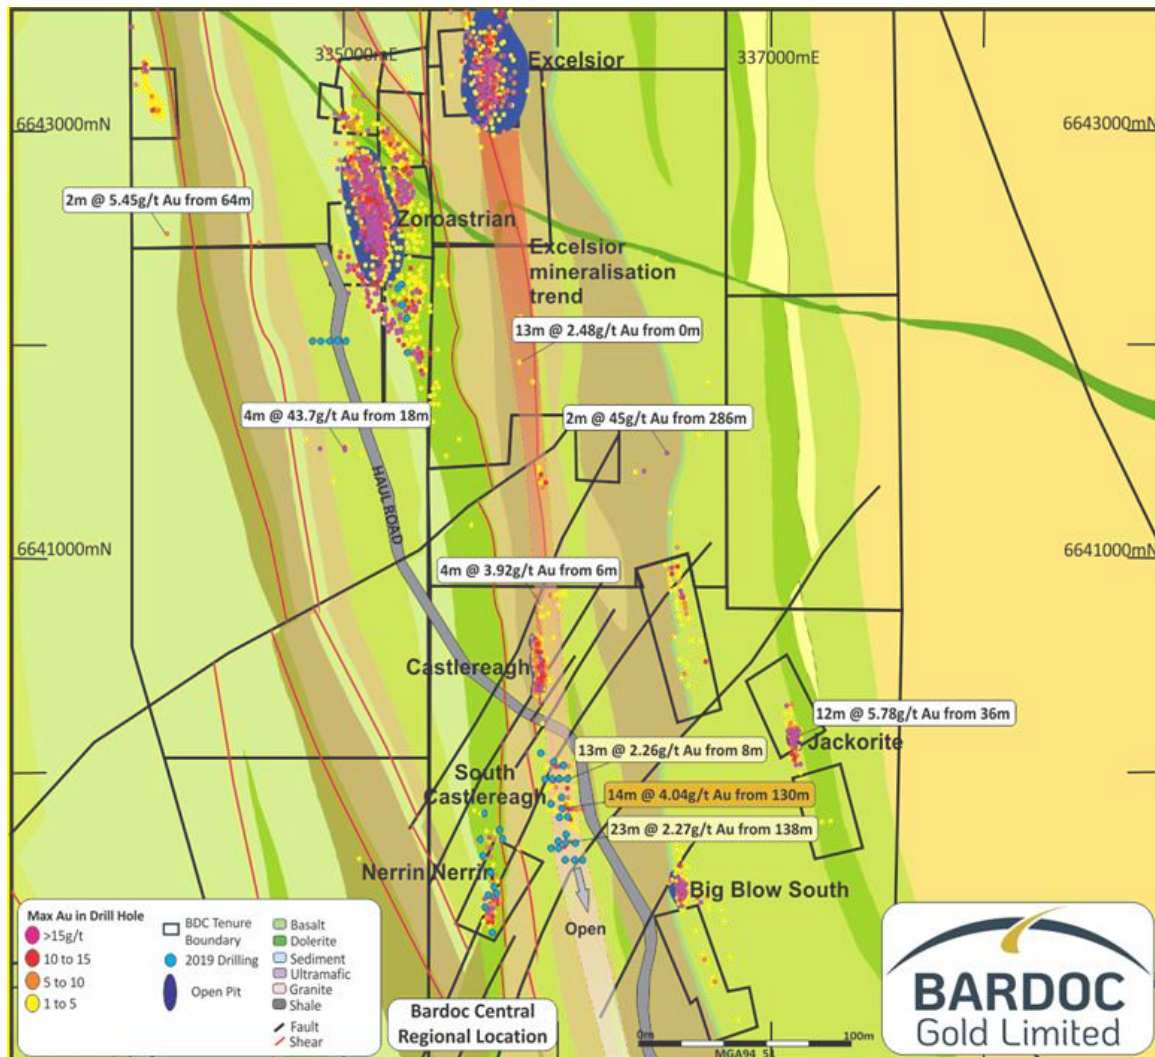 Excelsior
335000mE
337000mE
6643000mN
6643000mN
2m @ 5.45g/t Au from 64m
Zoroastrian
Excelsior
mineralisation
trend
13m @ 2.48g/t Au from 0m
4m @ 43.7g/t Au from 18m
2m @ 45g/t Au from 286m
HAUL ROAD
6641000mN
6641000mN
4m @ 3.92g/t Au from 6m
Castlereagh
12m @ 5.78g/t Au from 36m
Jackorite
13m @ 2.26g/t Au from 8m
South
Castlereagh
14m @ 4.04g/t Au from 130m
23m @ 2.27g/t Au from 138m
Nerrin Nerrin
Big Blow South
Open
Max Au in Drill Hole
>15g/t
10 to 15
5 to 10
1 to 5
BDC Tenure
Boundary
2019 Drilling
Open Pit
Basalt
Dolerite
Sediment
Ultramafic
Granite
Shale
Fault
Shear
Bardoc Central
Regional Location
0m
100m
MGA94_51
BARDOC
Gold Limited